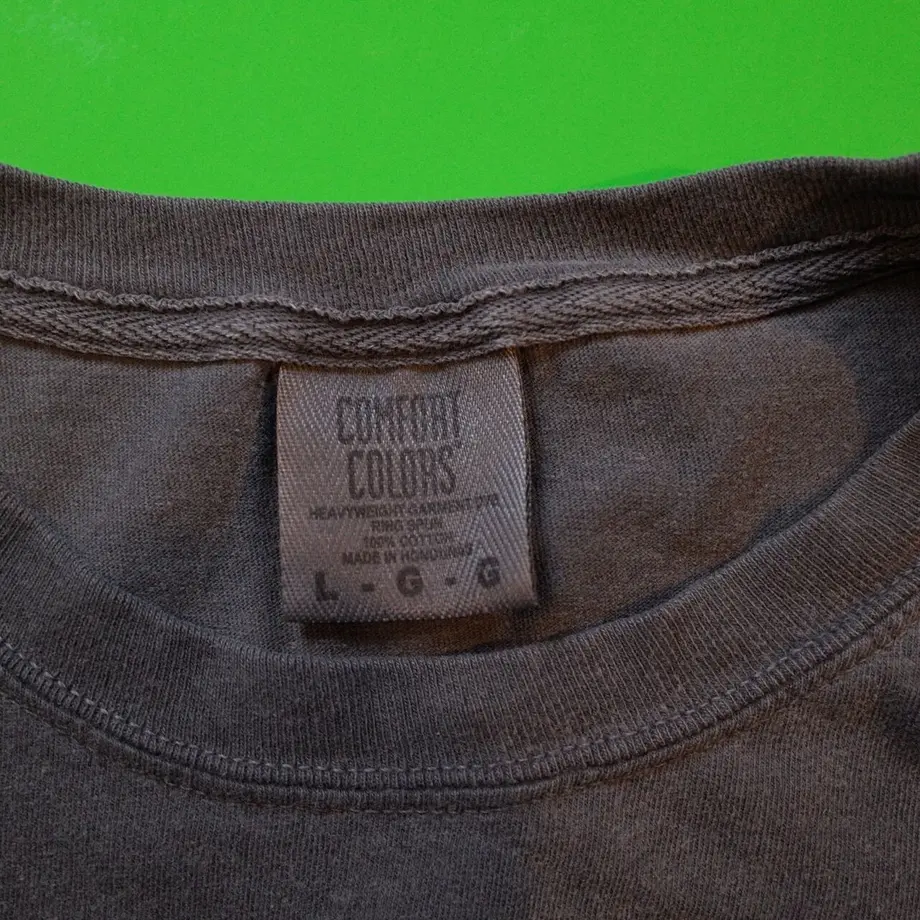 COMFORT
COLORS
HEAVYWEIGHT GARMENT DYE
RING SPUN
100% COTTON
MADE IN HONDURAS
L - G - G